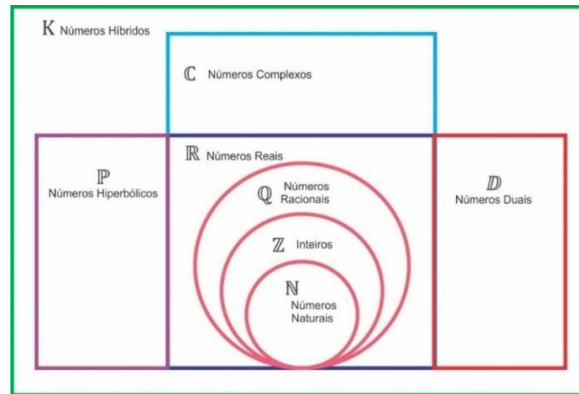 K Números Híbridos
ℂ Números Complexos
ℝ Números Reais
ℙ
Números Hiperbólicos
ℚ Números
Racionais
𝔻
Números Duais
ℤ Inteiros
ℕ
Números
Naturais